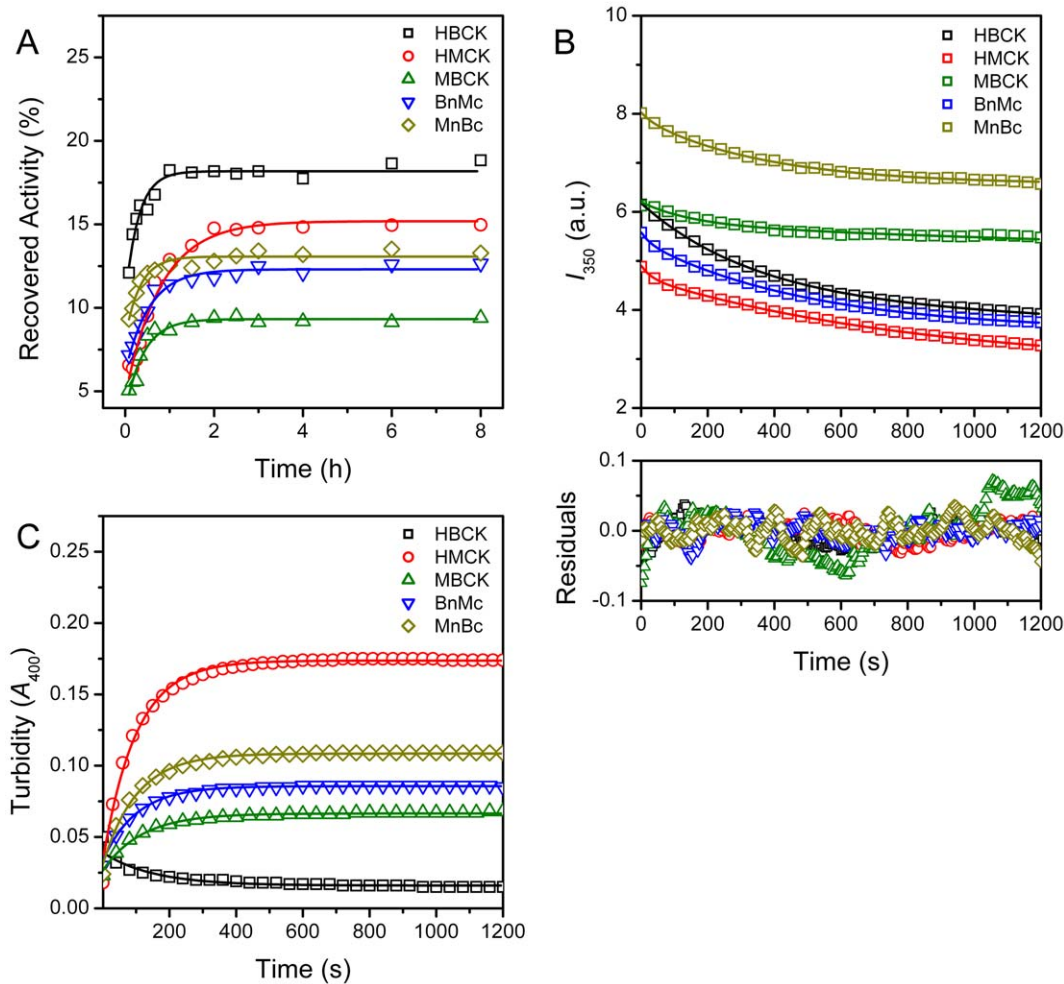 A
25
20
15
10
5
Recovered Activity (%)
HBCK
HMCK
MBCK
BnMc
MnBc
0
2
4
6
8
Time (h)
B
10
8
6
4
2
I350 (a.u.)
HBCK
HMCK
MBCK
BnMc
MnBc
0
200
400
600
800
1000
1200
0.1
0.0
-0.1
Residuals
0
200
400
600
800
1000
1200
Time (s)
C
0.25
0.20
0.15
0.10
0.05
0.00
Turbidity (A400)
HBCK
HMCK
MBCK
BnMc
MnBc
200
400
600
800
1000
1200
Time (s)